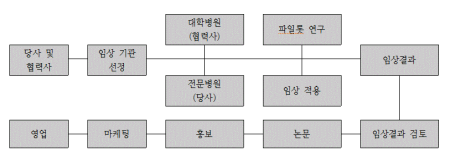 대학병원
(협력사)
파일롯 연구
당사 및
협력사
임상 기관
선정
임상결과
전문병원
(당사)
임상 적용
영업
마케팅
홍보
논문
임상결과 검토